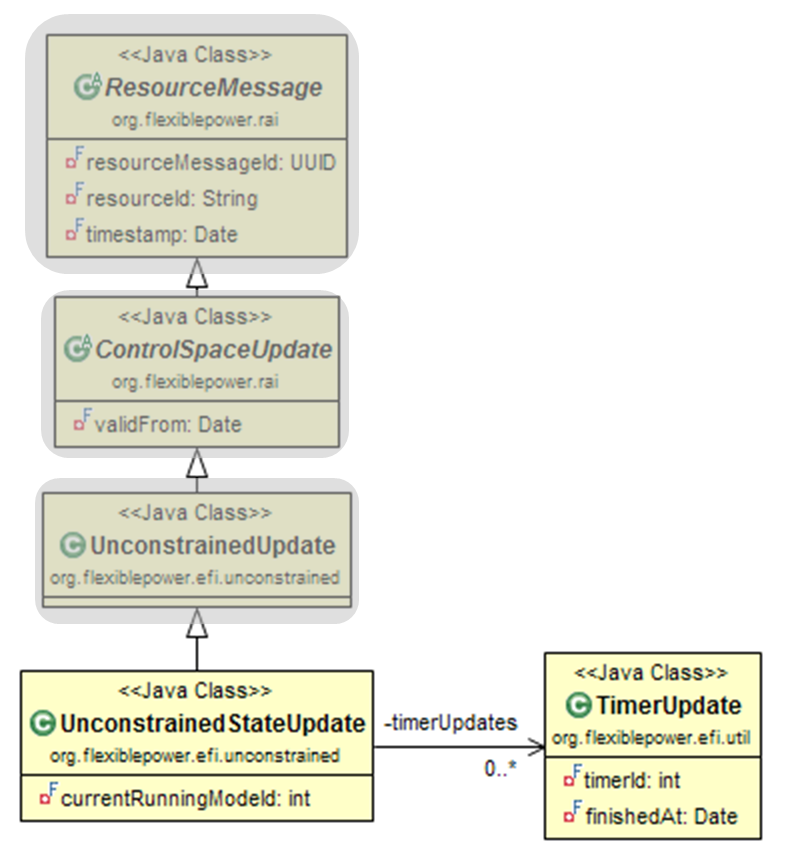 <<Java Class>>
ResourceMessage
org.flexiblepower.rai
resourceMessageId: UUID
resourceId: String
timestamp: Date
<<Java Class>>
ControlSpaceUpdate
org.flexiblepower.rai
validFrom: Date
<<Java Class>>
UnconstrainedUpdate
org.flexiblepower.efi.unconstrained
<<Java Class>>
UnconstrainedStateUpdate
org.flexiblepower.efi.unconstrained
currentRunningModeId: int
-timerUpdates
0..*
<<Java Class>>
TimerUpdate
org.flexiblepower.efi.util
timerId: int
finishedAt: Date